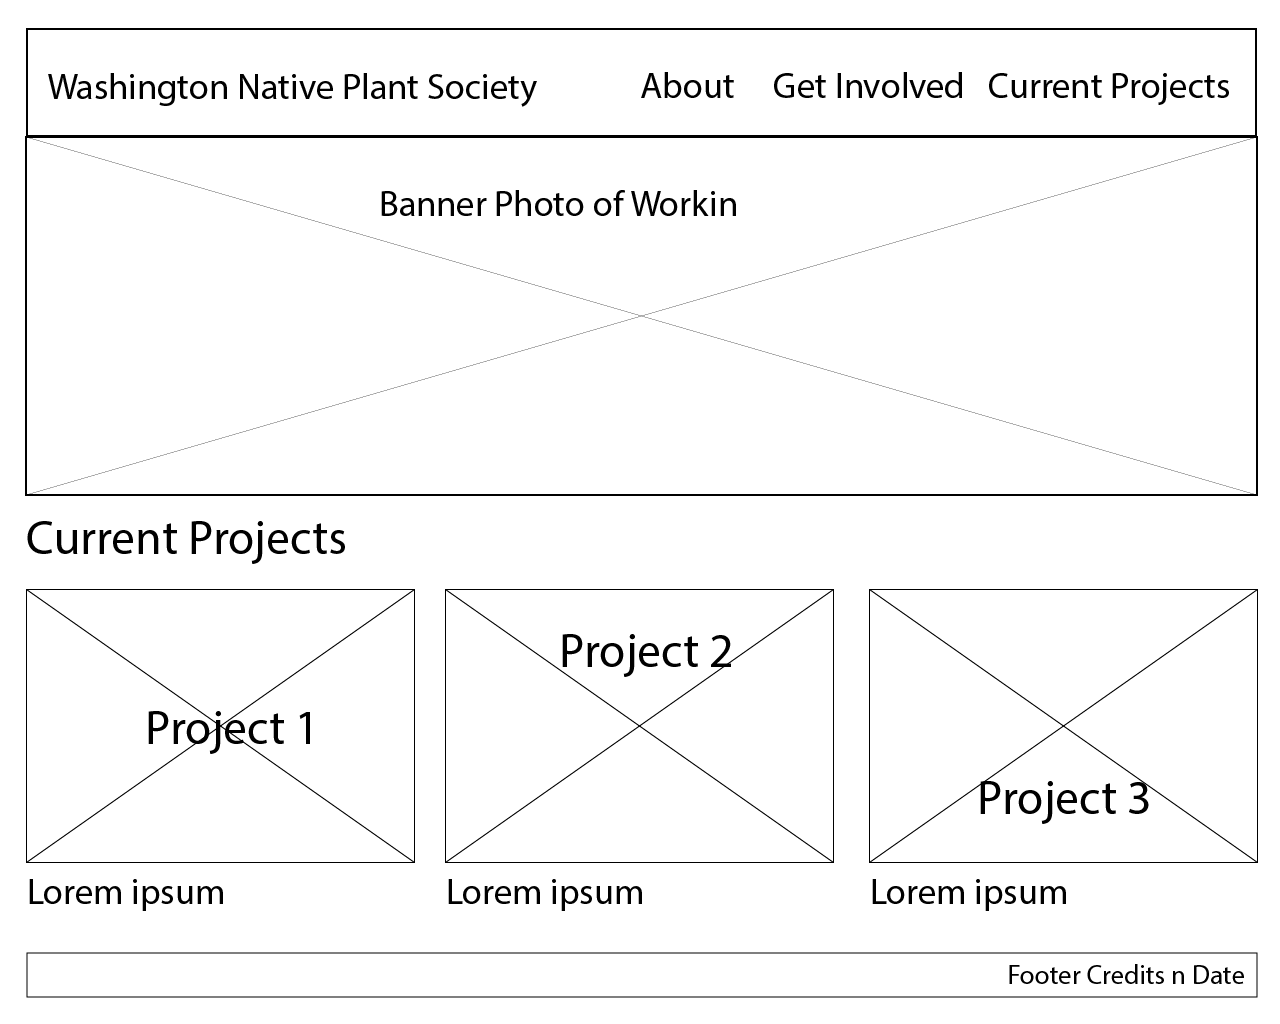 Washington Native Plant Society
About Get Involved Current Projects
Banner Photo of Workin
Current Projects
Project 1
Project 2
Project 3
Lorem ipsum
Lorem ipsum
Lorem ipsum
Footer Credits n Date